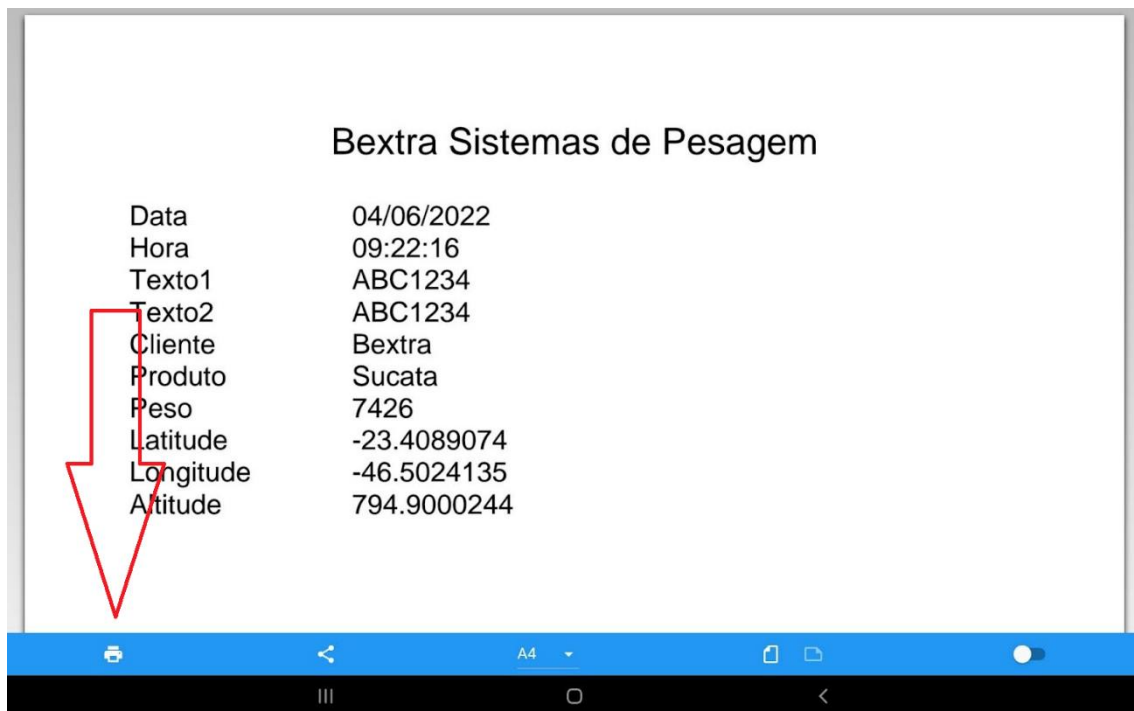 Bextra Sistemas de Pesagem
Data 04/06/2022
Hora 09:22:16
Texto1 ABC1234
Texto2 ABC1234
Cliente Bextra
Produto Sucata
Peso 7426
Latitude -23.4089074
Longitude -46.5024135
Altitude 794.9000244
A4